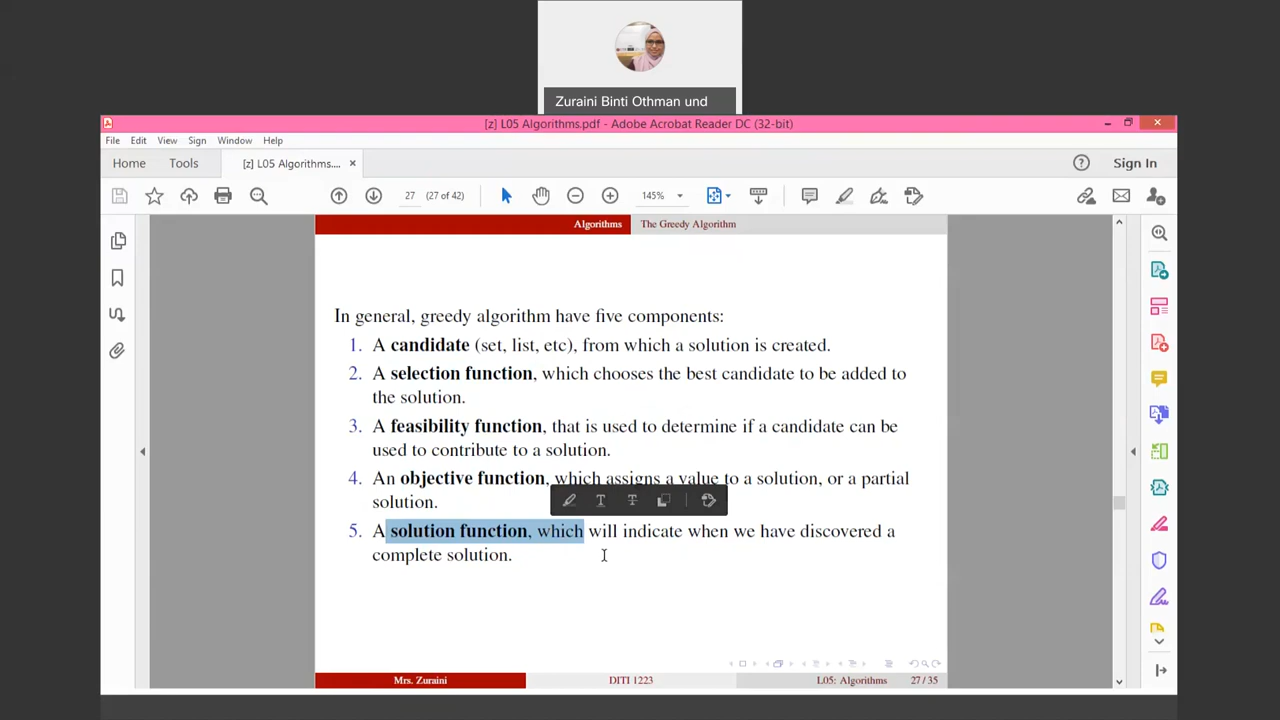 Zuraini Binti Othman und
[z] L05 Algorithms.pdf - Adobe Acrobat Reader DC (32-bit)
File Edit View Sign Window Help
Home Tools [z] L05 Algorithms.... × Sign In
27 (27 of 42) 145%
Algorithms The Greedy Algorithm
In general, greedy algorithm have five components:
1. A candidate (set, list, etc), from which a solution is created.
2. A selection function, which chooses the best candidate to be added to
the solution.
3. A feasibility function, that is used to determine if a candidate can be
used to contribute to a solution.
4. An objective function, which assigns a value to a solution, or a partial
solution.
5. A solution function, which will indicate when we have discovered a
complete solution.
Mrs. Zuraini DITI 1223 L05: Algorithms 27 / 35